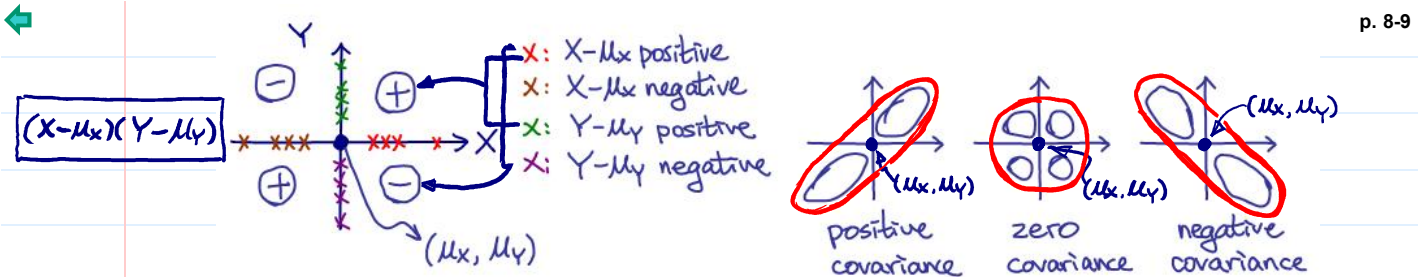 p. 8-9
Y
X: X-μx positive
X: X-μx negative
X: Y-μy positive
X: Y-μy negative
(X-μx)(Y-μy)
−
+
X
+
−
(μx, μy)
(μx, μy)
positive
covariance
(μx, μy)
zero
covariance
(μx, μy)
negative
covariance